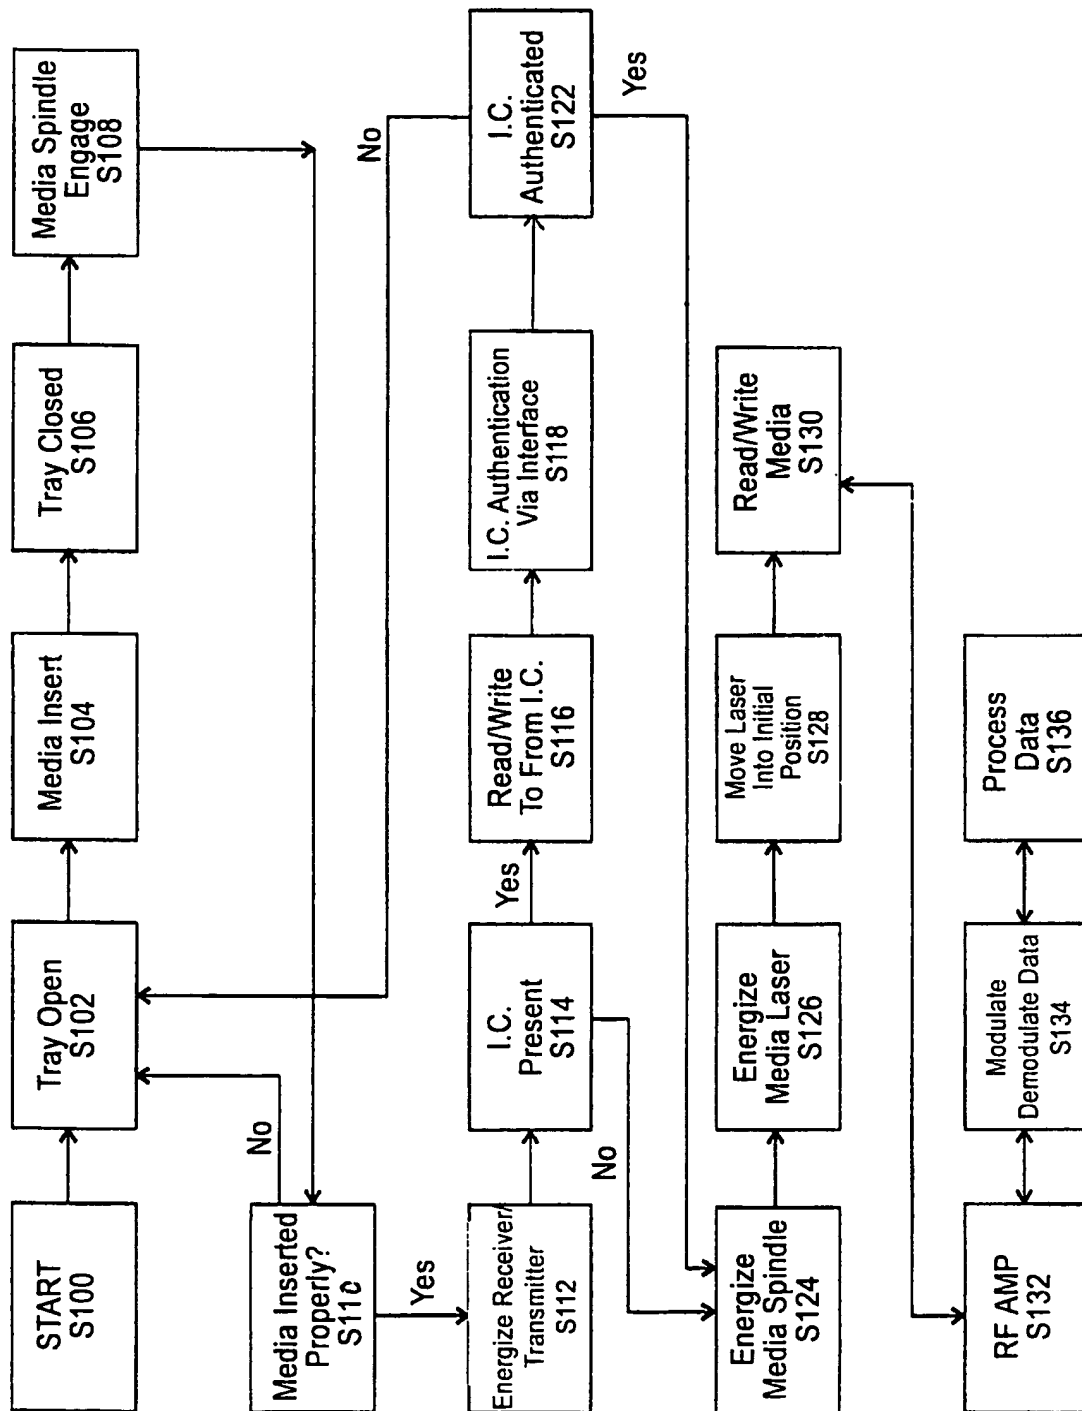 START
S100
Tray Open
S102
Media Insert
S104
Tray Closed
S106
Media Spindle
Engage
S108
Media Inserted
Properly?
S110
No
Yes
Energize Receiver/
Transmitter
S112
I.C.
Present
S114
Yes
No
Read/Write
To From I.C.
S116
I.C. Authentication
Via Interface
S118
I.C.
Authenticated
S122
No
Yes
Energize
Media Spindle
S124
Energize
Media Laser
S126
Move Laser
Into Initial
Position
S128
Read/Write
Media
S130
RF AMP
S132
Modulate
Demodulate Data
S134
Process
Data
S136